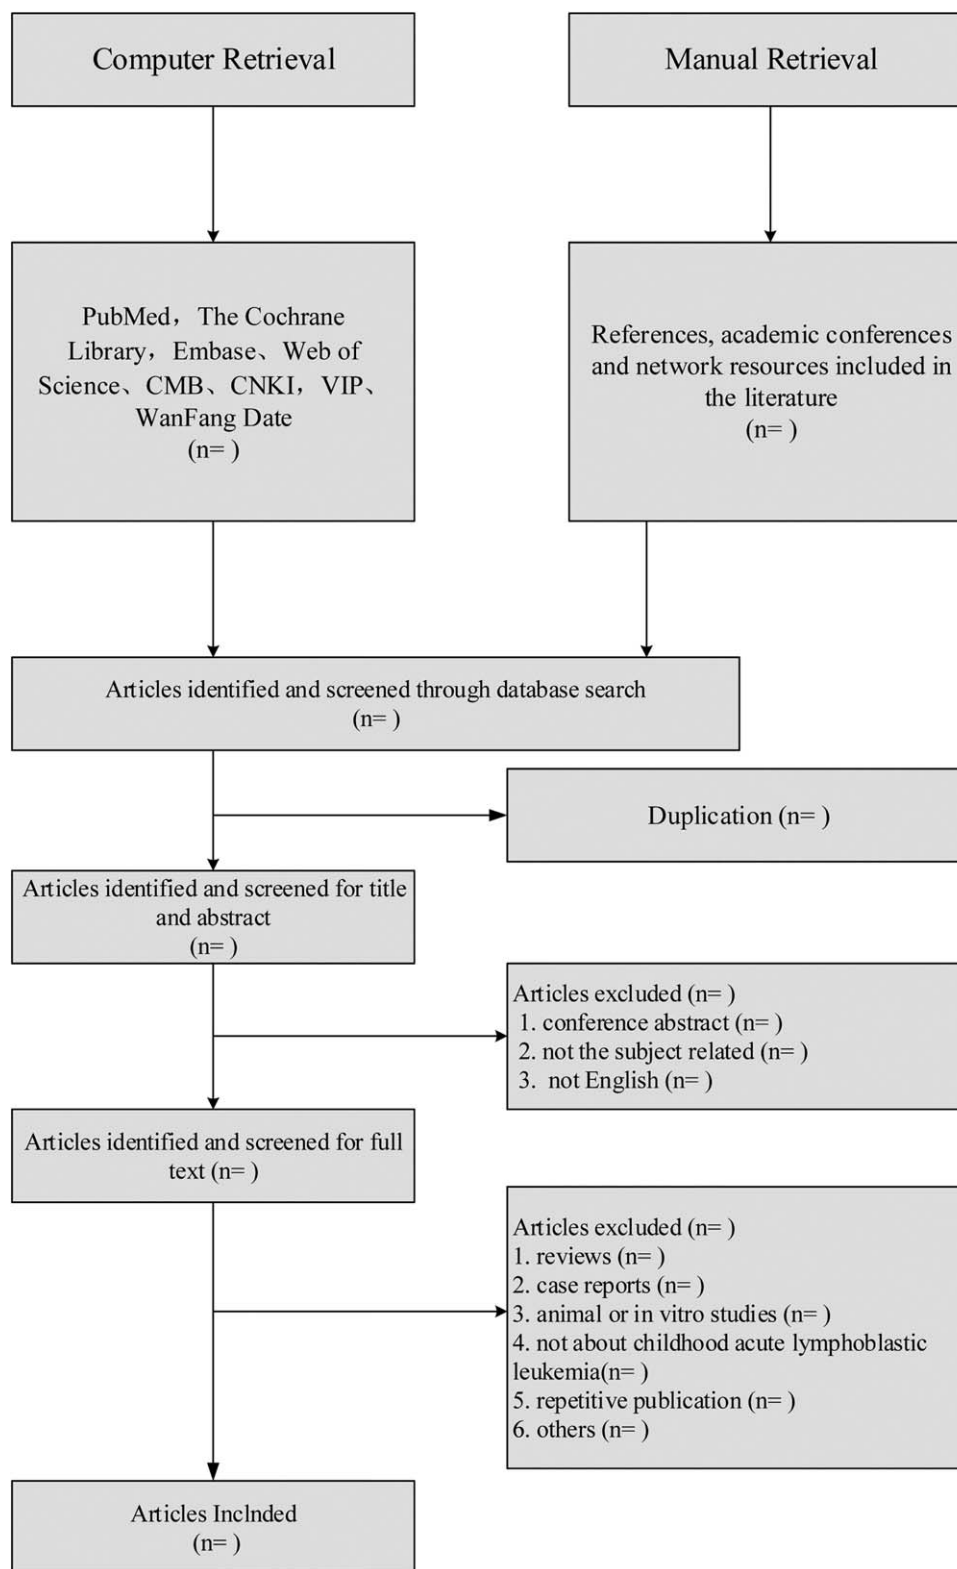 Computer Retrieval
Manual Retrieval
PubMed，The Cochrane
Library，Embase、Web of
Science、CMB、CNKI，VIP、
WanFang Date
(n= )
References, academic conferences
and network resources included in
the literature
(n= )
Articles identified and screened through database search
(n= )
Duplication (n= )
Articles identified and screened for title
and abstract
(n= )
Articles excluded (n= )
1. conference abstract (n= )
2. not the subject related (n= )
3. not English (n= )
Articles identified and screened for full
text (n= )
Articles excluded (n= )
1. reviews (n= )
2. case reports (n= )
3. animal or in vitro studies (n= )
4. not about childhood acute lymphoblastic
leukemia(n= )
5. repetitive publication (n= )
6. others (n= )
Articles Inclnded
(n= )